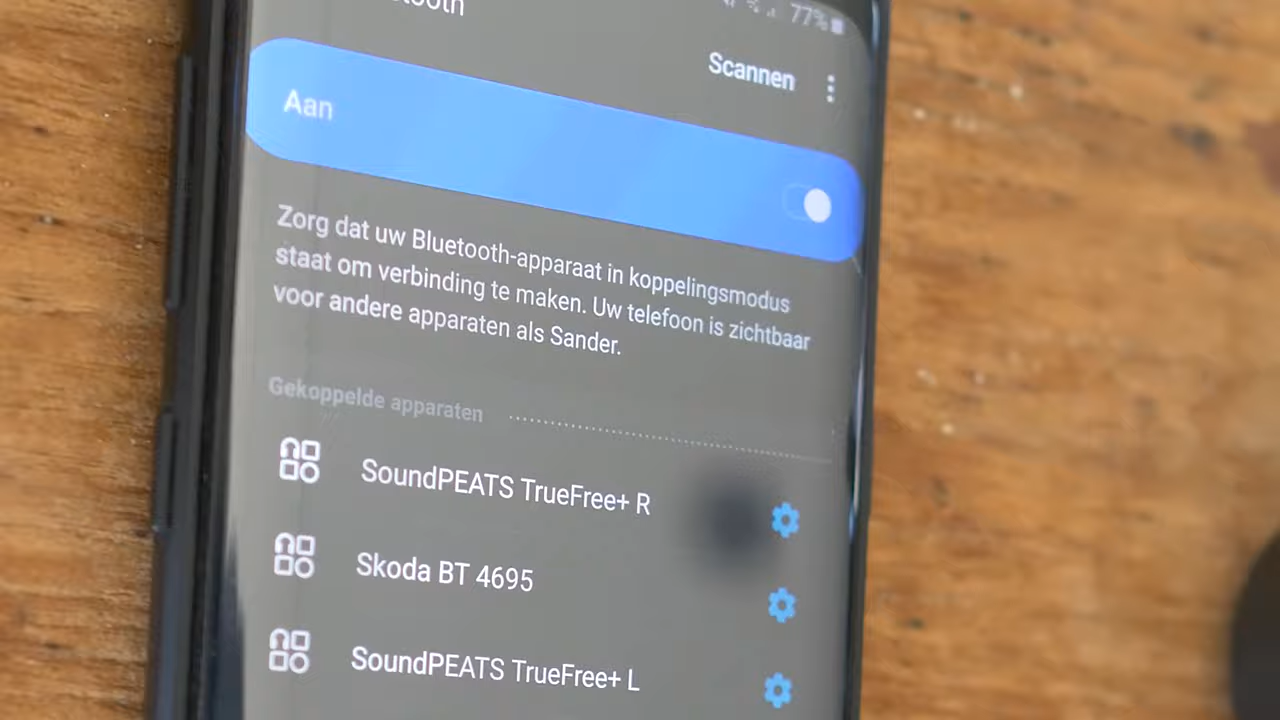 77%
Scannen
Aan
Zorg dat uw Bluetooth-apparaat in koppelingsmodus
staat om verbinding te maken. Uw telefoon is zichtbaar
voor andere apparaten als Sander.
Gekoppelde apparaten
SoundPEATS TrueFree+ R
Skoda BT 4695
SoundPEATS TrueFree+ L